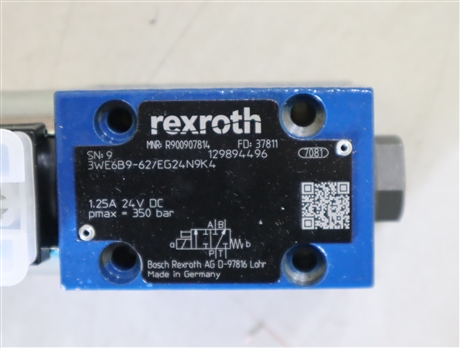 rexroth
MNR: R900907814 FD: 37811
SN: 9 129894496 7081
3WE6B9-62/EG24N9K4
1.25A 24V DC
pmax = 350 bar
A B
a b
P T
Bosch Rexroth AG D-97816 Lohr
Made in Germany